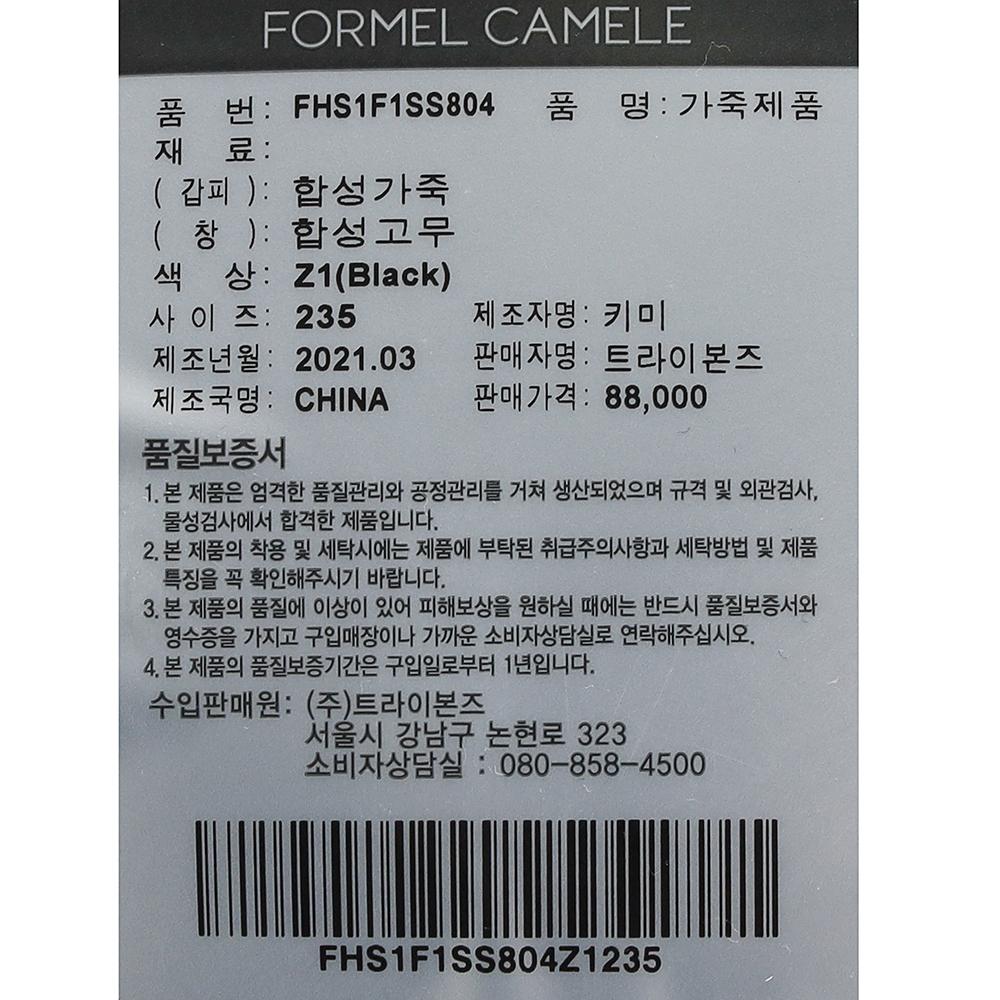 FORMEL CAMELE
품 번: FHS1F1SS804 품 명: 가죽제품
재 료:
( 갑피 ): 합성가죽
( 창 ): 합성고무
색 상: Z1(Black)
사 이 즈: 235 제조자명: 키미
제조년월: 2021.03 판매자명: 트라이본즈
제조국명: CHINA 판매가격: 88,000
품질보증서
1. 본 제품은 엄격한 품질관리와 공정관리를 거쳐 생산되었으며 규격 및 외관검사,
물성검사에서 합격한 제품입니다.
2. 본 제품의 착용 및 세탁시에는 제품에 부탁된 취급주의사항과 세탁방법 및 제품
특징을 꼭 확인해주시기 바랍니다.
3. 본 제품의 품질에 이상이 있어 피해보상을 원하실 때에는 반드시 품질보증서와
영수증을 가지고 구입매장이나 가까운 소비자상담실로 연락해주십시오.
4. 본 제품의 품질보증기간은 구입일로부터 1년입니다.
수입판매원: (주)트라이본즈
서울시 강남구 논현로 323
소비자상담실 : 080-858-4500
FHS1F1SS804Z1235